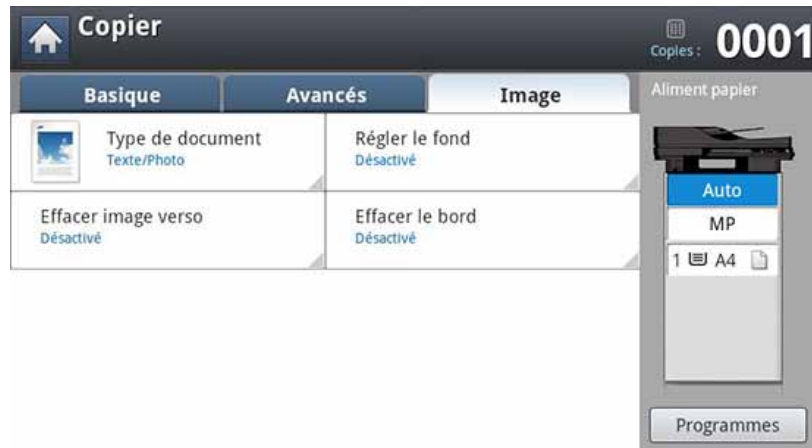 Copier
Copies :
0001
Basique
Avancés
Image
Aliment papier
Type de document
Texte/Photo
Régler le fond
Désactivé
Effacer image verso
Désactivé
Effacer le bord
Désactivé
Auto
MP
1 A4
Programmes